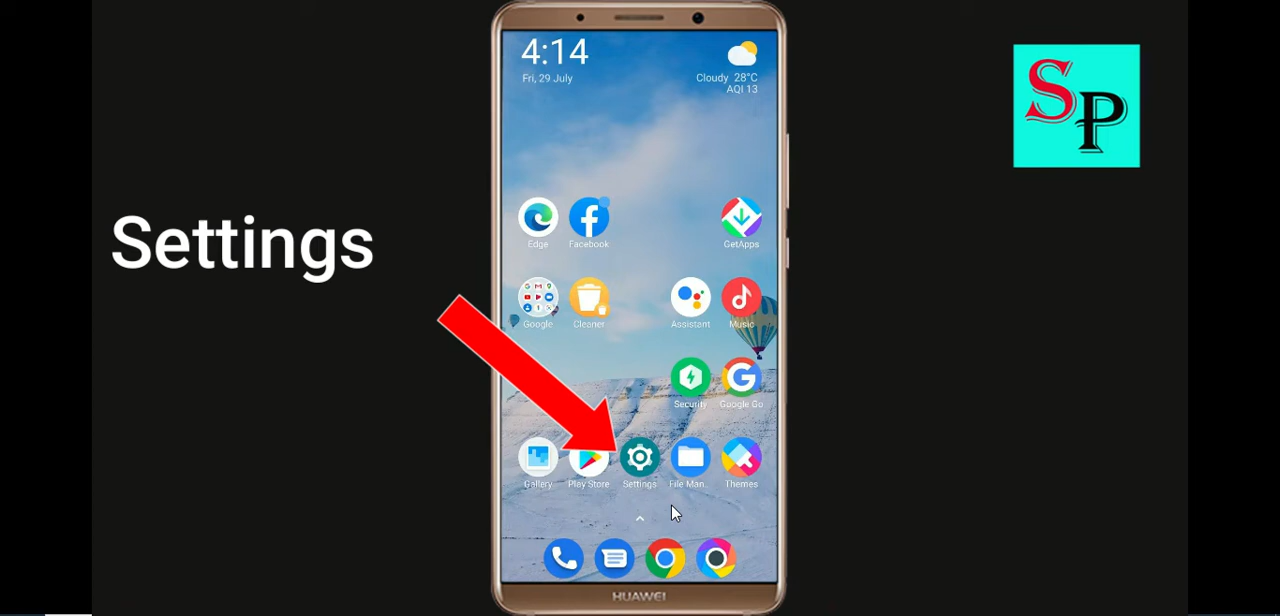 4:14
Fri, 29 July
Cloudy 28°C
AQI 13
SP
Settings
Edge
Facebook
GetApps
Google
Cleaner
Assistant
Music
Security
Google Go
Gallery
Play Store
Settings
File Man..
Themes
HUAWEI